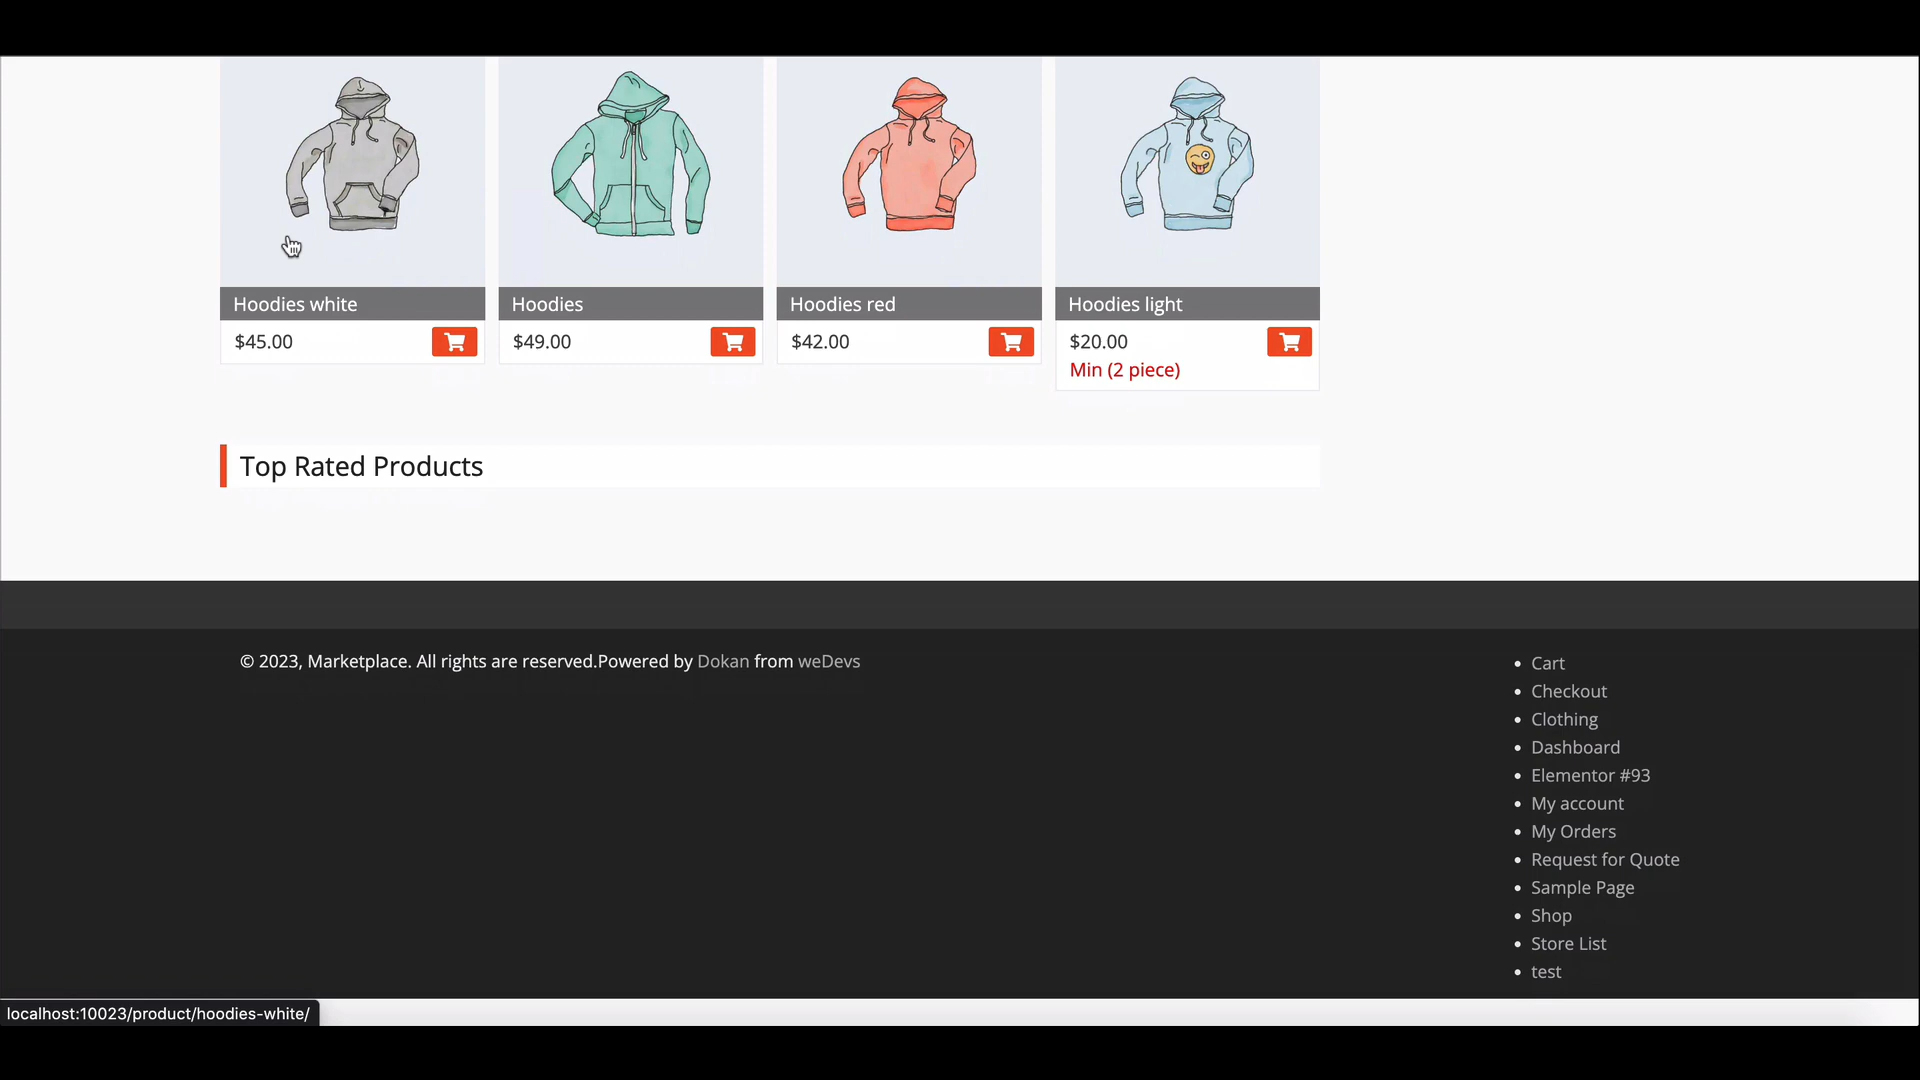 Hoodies white
Hoodies
Hoodies red
Hoodies light
$45.00
$49.00
$42.00
$20.00
Min (2 piece)
Top Rated Products
© 2023, Marketplace. All rights are reserved.Powered by Dokan from weDevs
Cart
Checkout
Clothing
Dashboard
Elementor #93
My account
My Orders
Request for Quote
Sample Page
Shop
Store List
test
localhost:10023/product/hoodies-white/